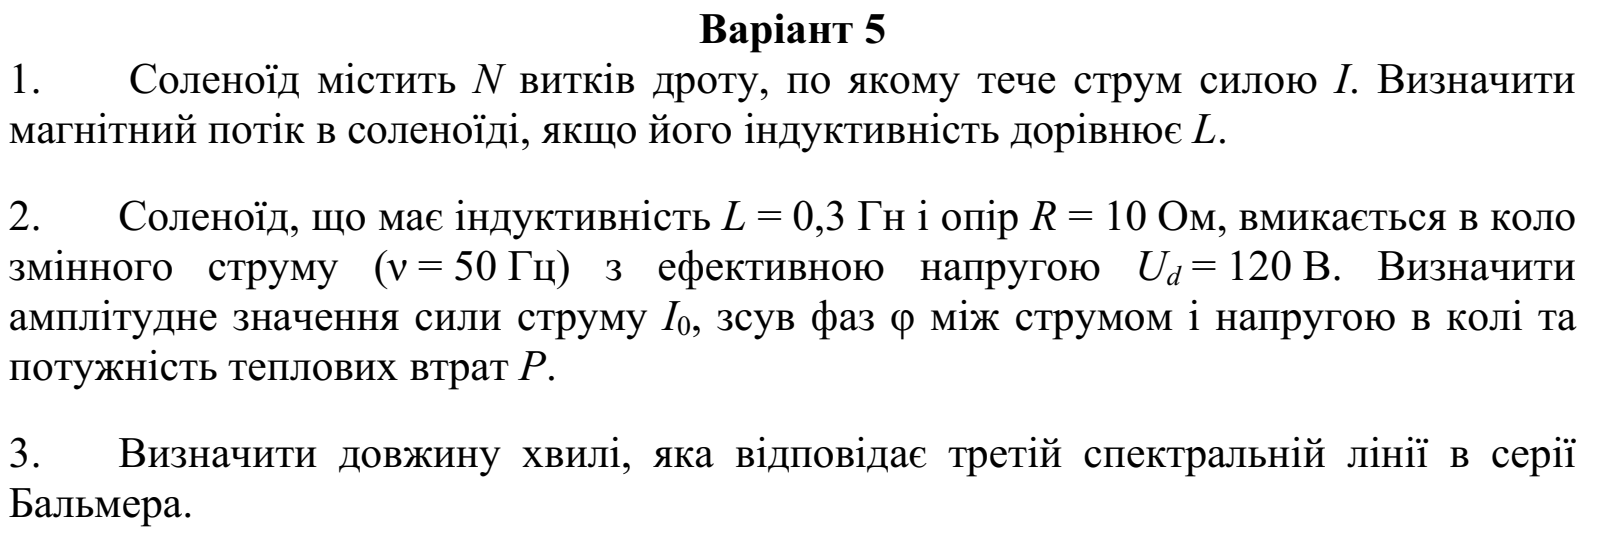 Варіант 5
1. Соленоїд містить N витків дроту, по якому тече струм силою I. Визначити
магнітний потік в соленоїді, якщо його індуктивність дорівнює L.
2. Соленоїд, що має індуктивність L = 0,3 Гн і опір R = 10 Ом, вмикається в коло
змінного струму (ν = 50 Гц) з ефективною напругою U_d = 120 В. Визначити
амплітудне значення сили струму I₀, зсув фаз φ між струмом і напругою в колі та
потужність теплових втрат P.
3. Визначити довжину хвилі, яка відповідає третій спектральній лінії в серії
Бальмера.